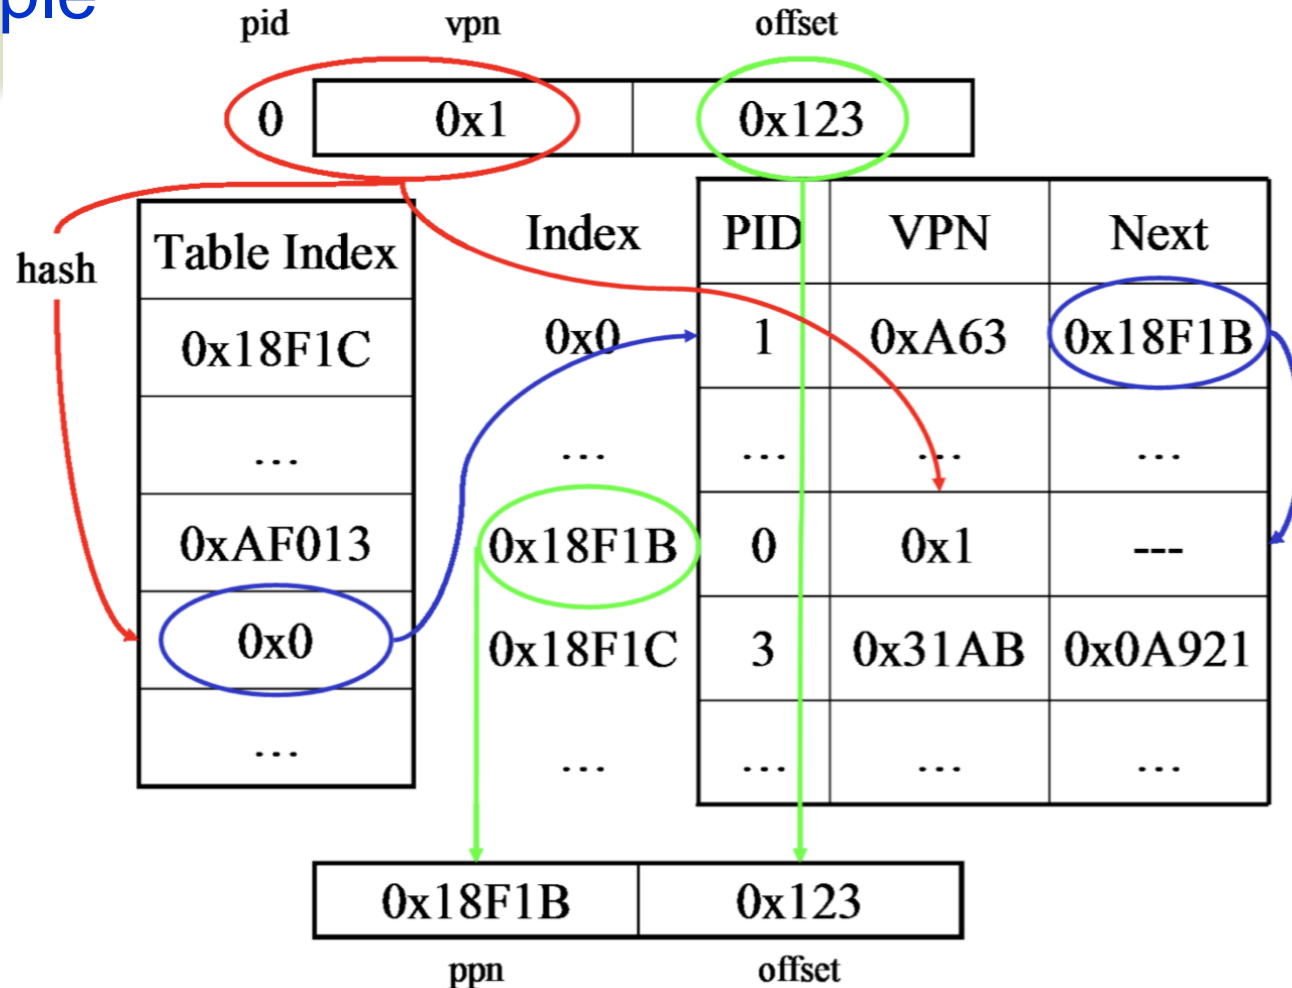 pid vpn offset
0 0x1 0x123
hash
Table Index
0x18F1C
...
0xAF013
0x0
...
Index PID VPN Next
0x0 1 0xA63 0x18F1B
... ... ... ...
0x18F1B 0 0x1 ---
0x18F1C 3 0x31AB 0x0A921
... ... ... ...
0x18F1B 0x123
ppn offset